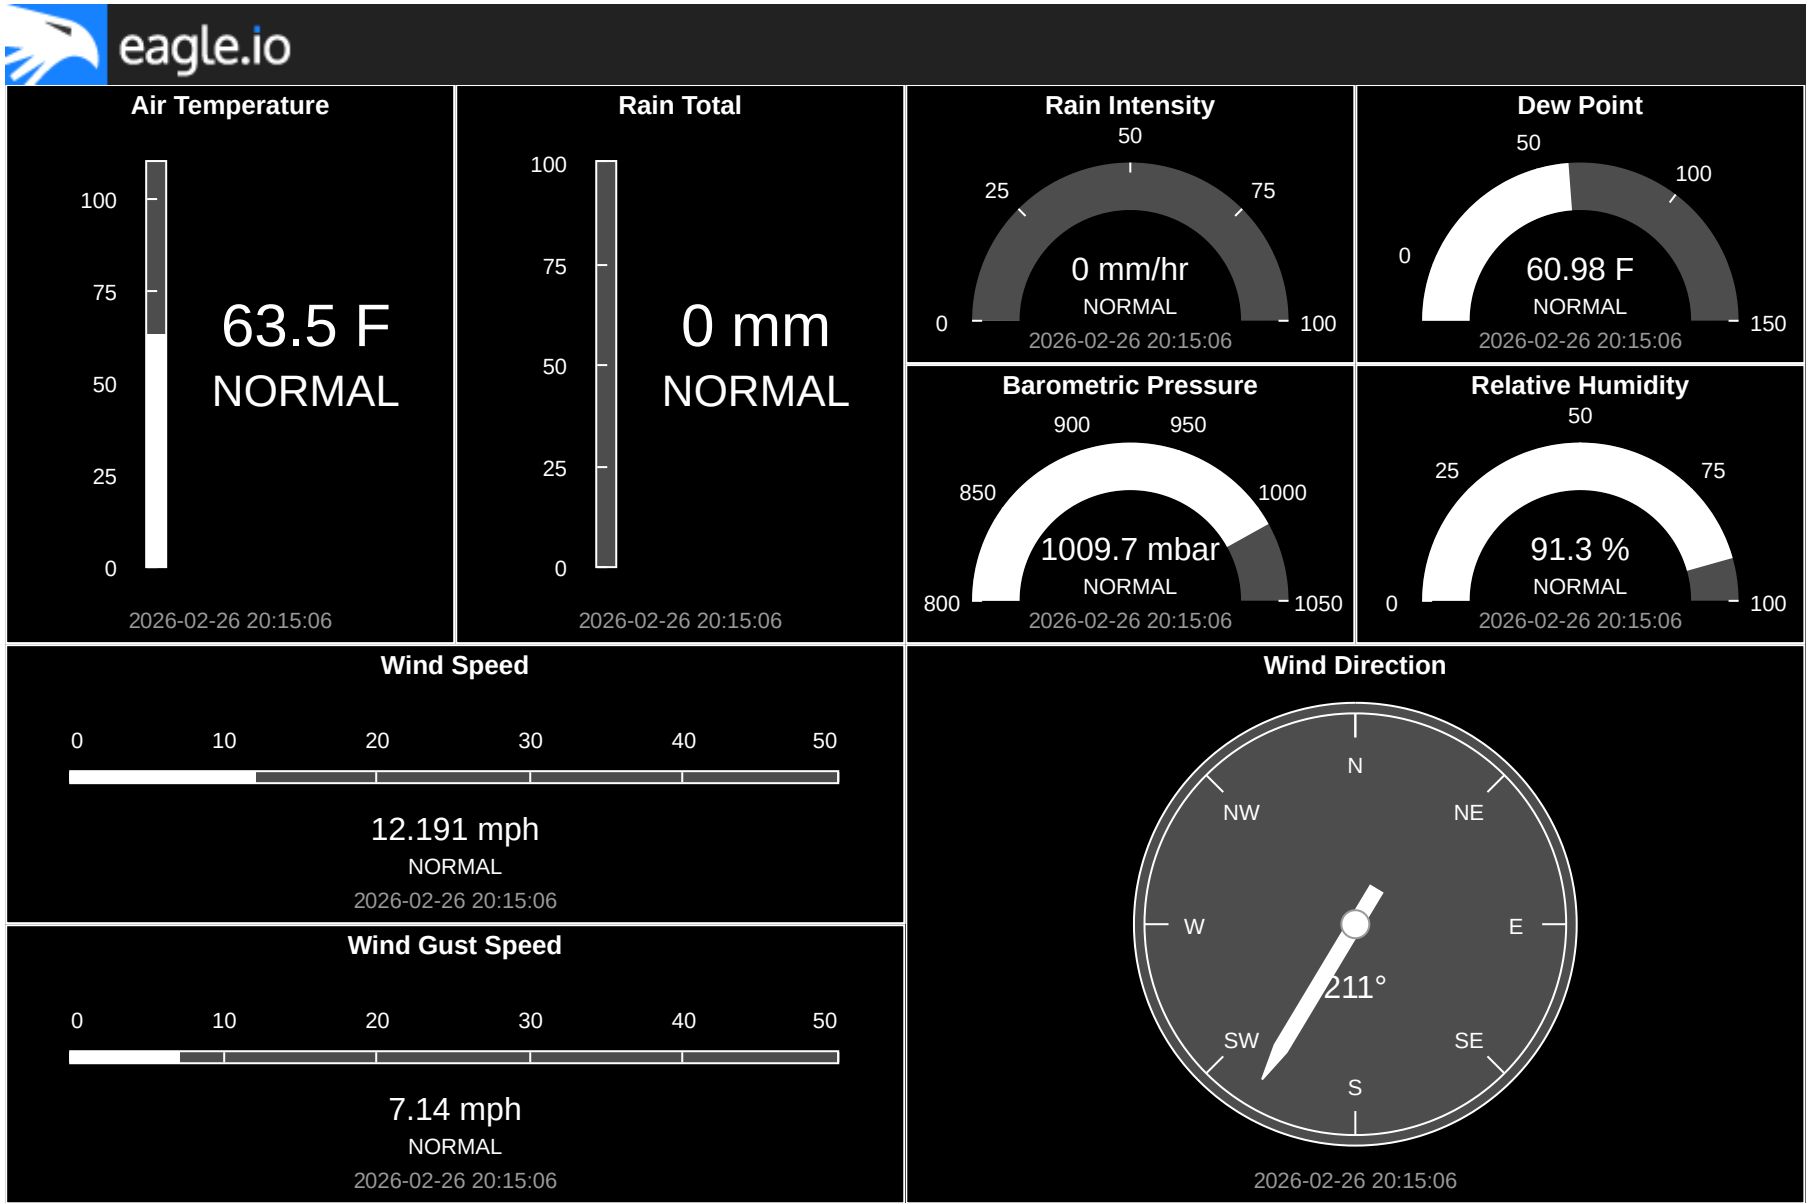 eagle.io
Air Temperature
100
75
50
25
0
63.5 F
NORMAL
2026-02-26 20:15:06
Rain Total
100
75
50
25
0
0 mm
NORMAL
2026-02-26 20:15:06
Rain Intensity
50
25
75
0
100
0 mm/hr
NORMAL
2026-02-26 20:15:06
Dew Point
50
100
0
150
60.98 F
NORMAL
2026-02-26 20:15:06
Barometric Pressure
900
950
850
1000
800
1050
1009.7 mbar
NORMAL
2026-02-26 20:15:06
Relative Humidity
50
25
75
0
100
91.3 %
NORMAL
2026-02-26 20:15:06
Wind Speed
0 10 20 30 40 50
12.191 mph
NORMAL
2026-02-26 20:15:06
Wind Gust Speed
0 10 20 30 40 50
7.14 mph
NORMAL
2026-02-26 20:15:06
Wind Direction
N
NW
NE
W
E
211°
SW
SE
S
2026-02-26 20:15:06